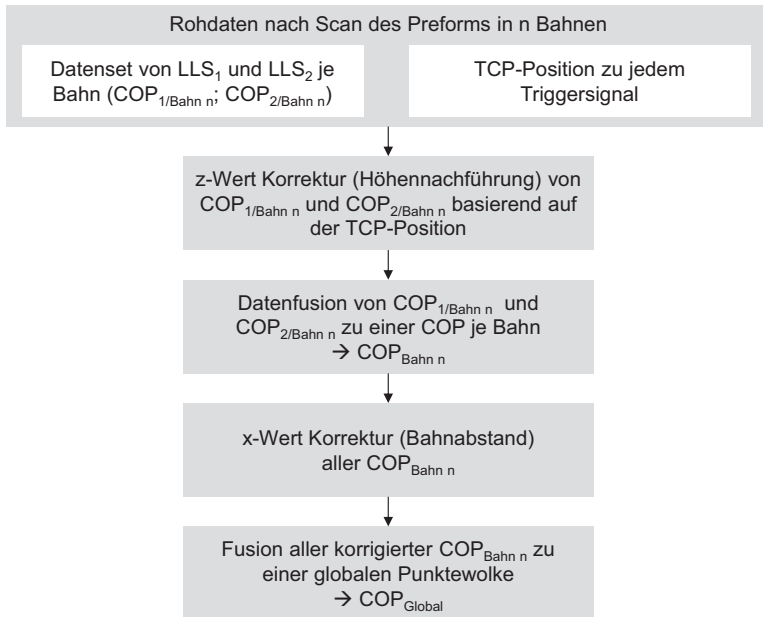 Rohdaten nach Scan des Preforms in n Bahnen
Datenset von LLS₁ und LLS₂ je
Bahn (COP₁/Bahn n; COP₂/Bahn n)
TCP-Position zu jedem
Triggersignal
z-Wert Korrektur (Höhennachführung) von
COP₁/Bahn n und COP₂/Bahn n basierend auf
der TCP-Position
Datenfusion von COP₁/Bahn n und
COP₂/Bahn n zu einer COP je Bahn
→ COPBahn n
x-Wert Korrektur (Bahnabstand)
aller COPBahn n
Fusion aller korrigierter COPBahn n zu
einer globalen Punktewolke
→ COPGlobal